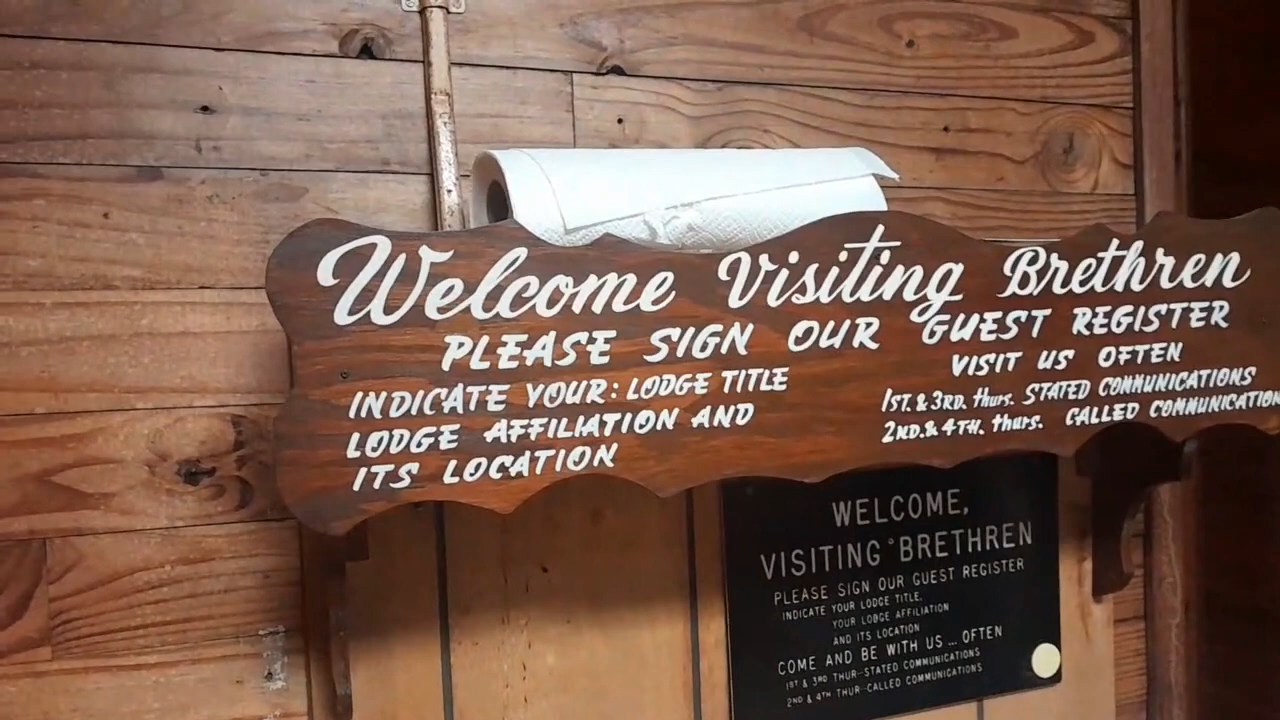 Welcome Visiting Brethren
PLEASE SIGN OUR GUEST REGISTER
INDICATE YOUR: LODGE TITLE
LODGE AFFILIATION AND
ITS LOCATION
VISIT US OFTEN
1ST. & 3RD. thurs. STATED COMMUNICATIONS
2ND. & 4TH. thurs. CALLED COMMUNICATION
WELCOME,
VISITING BRETHREN
PLEASE SIGN OUR GUEST REGISTER
INDICATE YOUR LODGE TITLE,
YOUR LODGE AFFILIATION
AND ITS LOCATION
COME AND BE WITH US ... OFTEN
1ST & 3RD THUR-STATED COMMUNICATIONS
2ND & 4TH THUR-CALLED COMMUNICATIONS